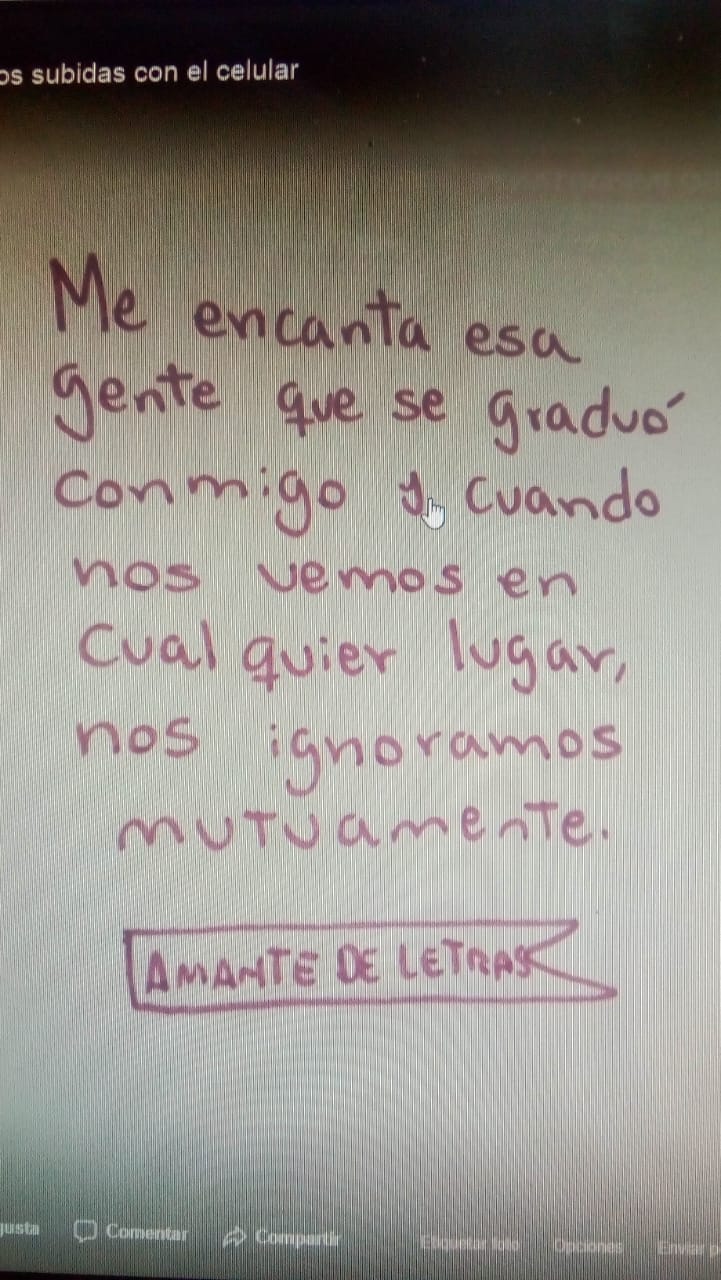 os subidas con el celular
Me encanta esa
gente que se graduó
conmigo y cuando
nos vemos en
cualquier lugar,
nos ignoramos
mutuamente.
AMANTE DE LETRAS
gusta Comentar Compartir Etiquetar foto Opciones Enviar